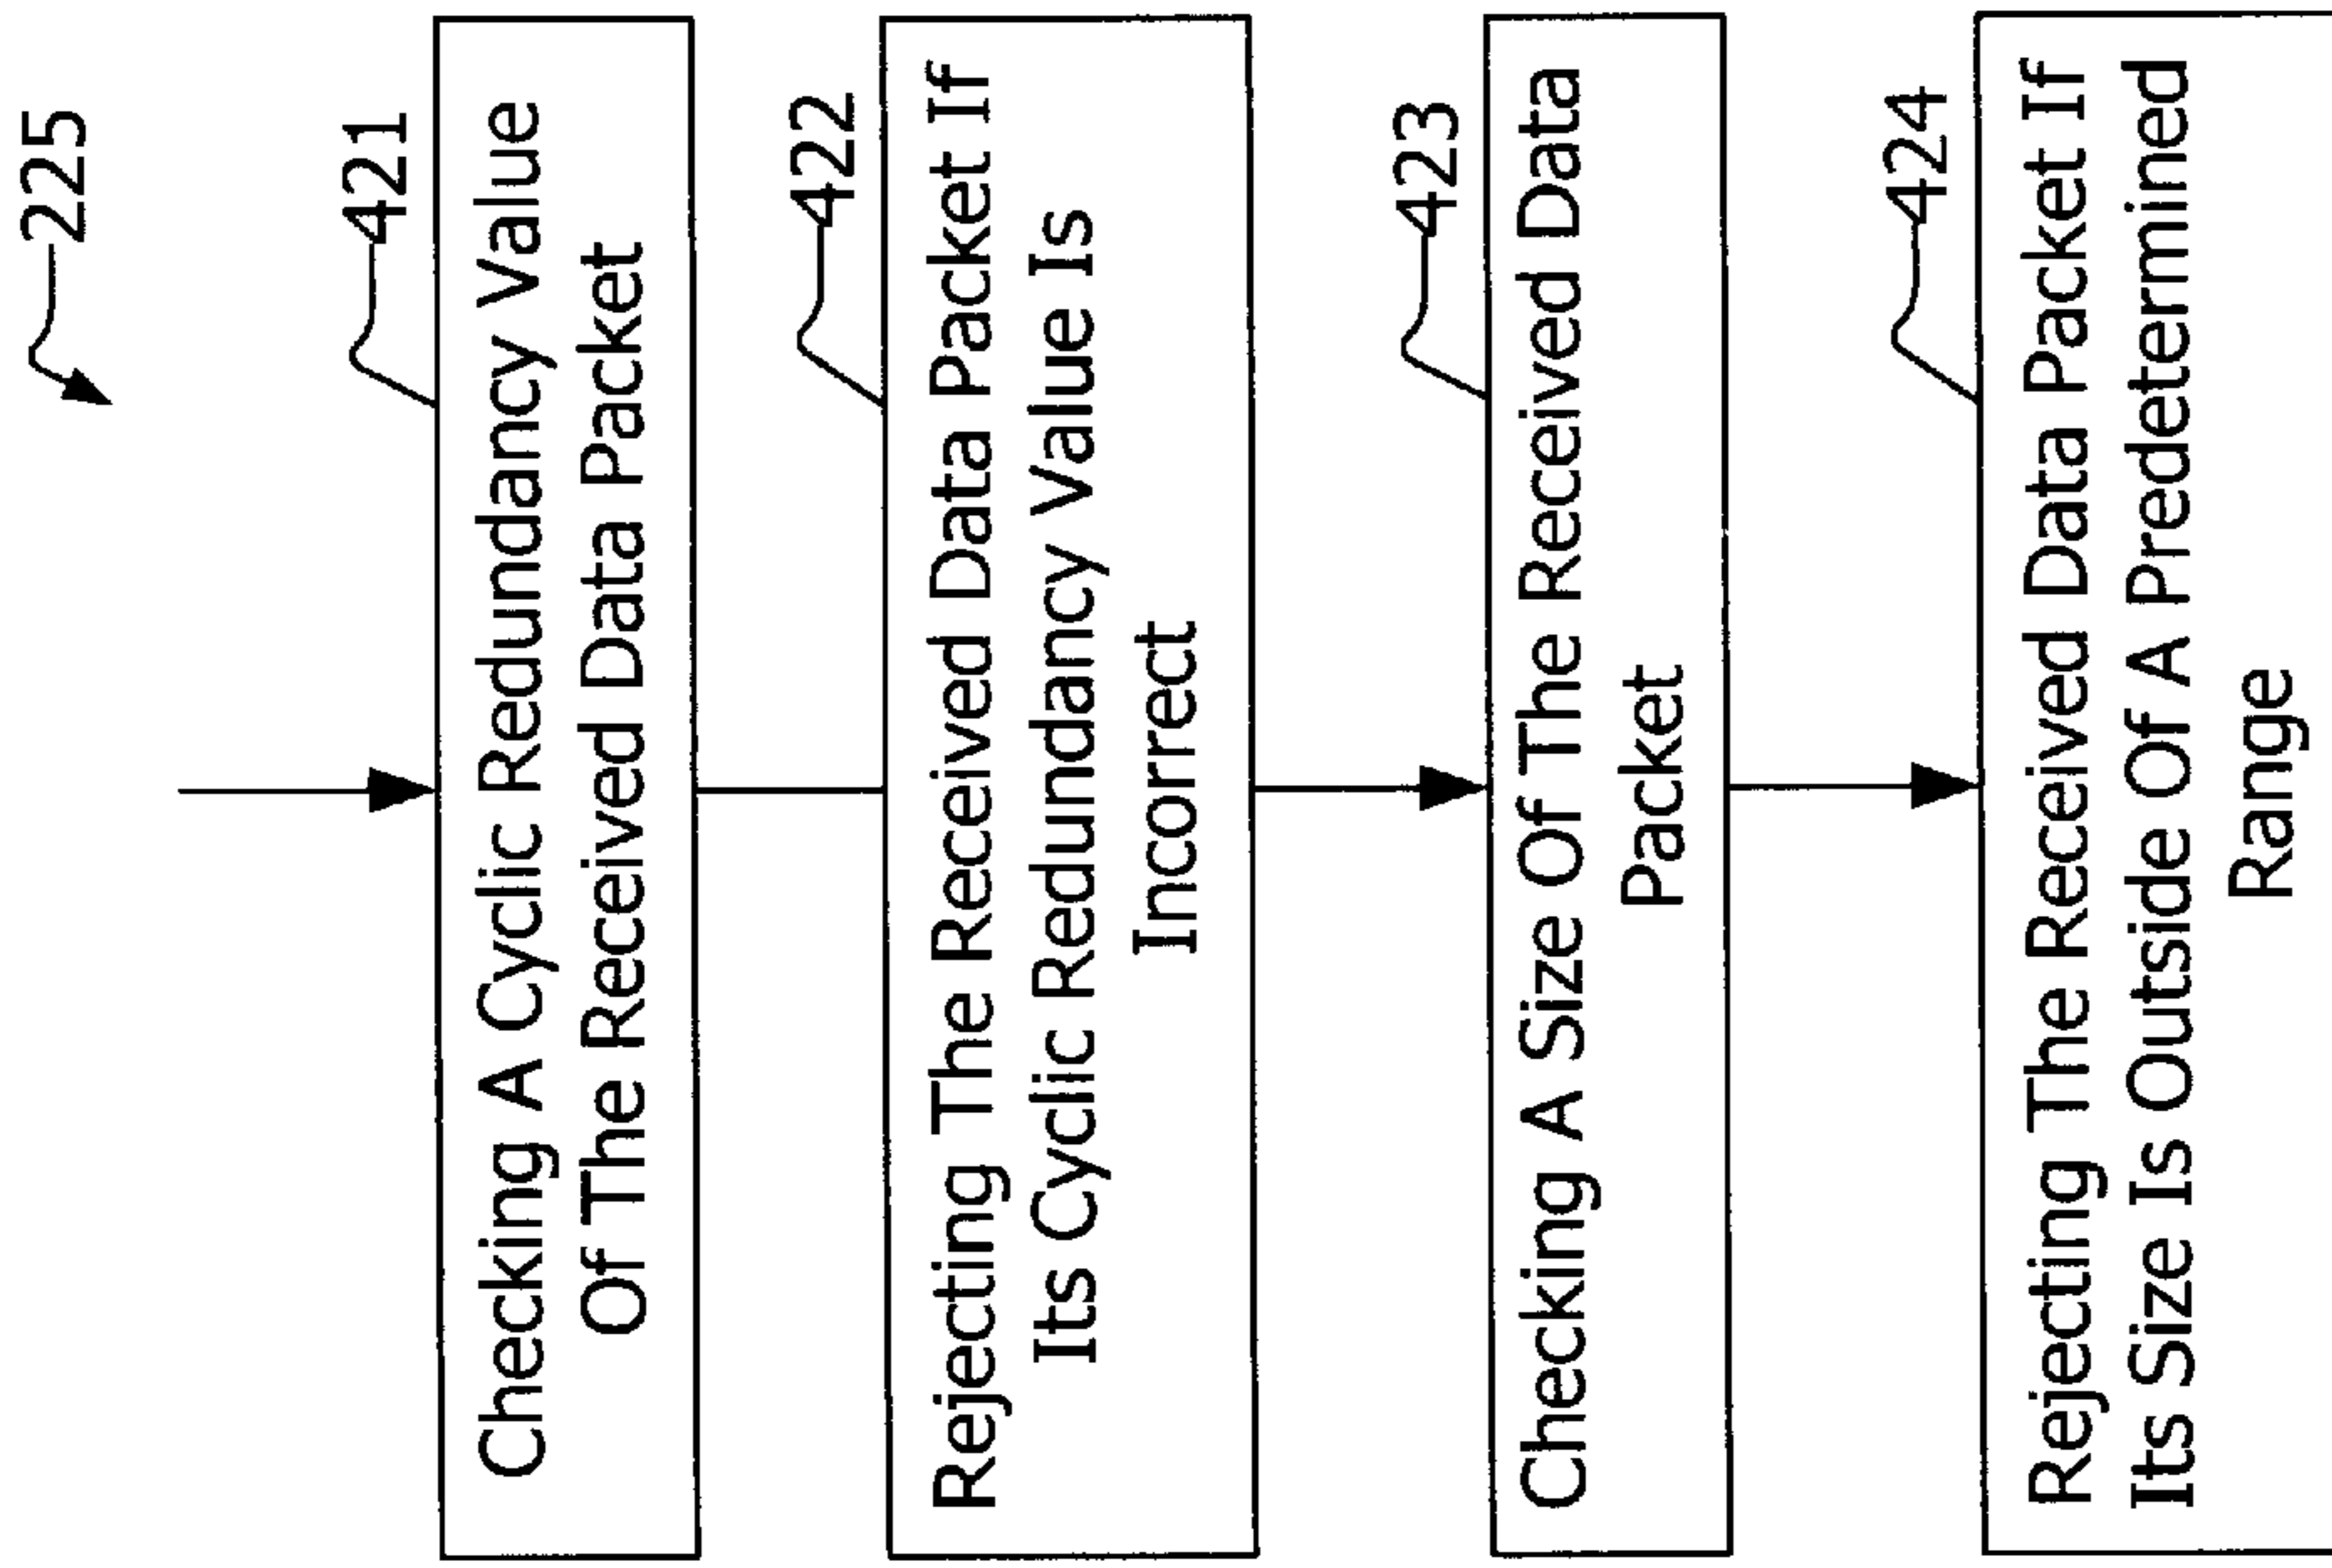 225
421
Checking A Cyclic Redundancy Value
Of The Received Data Packet
422
Rejecting The Received Data Packet If
Its Cyclic Redundancy Value Is
Incorrect
423
Checking A Size Of The Received Data
Packet
424
Rejecting The Received Data Packet If
Its Size Is Outside Of A Predetermined
Range